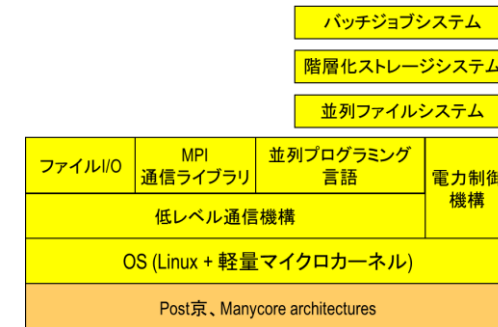 バッチジョブシステム
階層化ストレージシステム
並列ファイルシステム
ファイルI/O
MPI
通信ライブラリ
並列プログラミング
言語
電力制御
機構
低レベル通信機構
OS (Linux + 軽量マイクロカーネル)
Post京、Manycore architectures